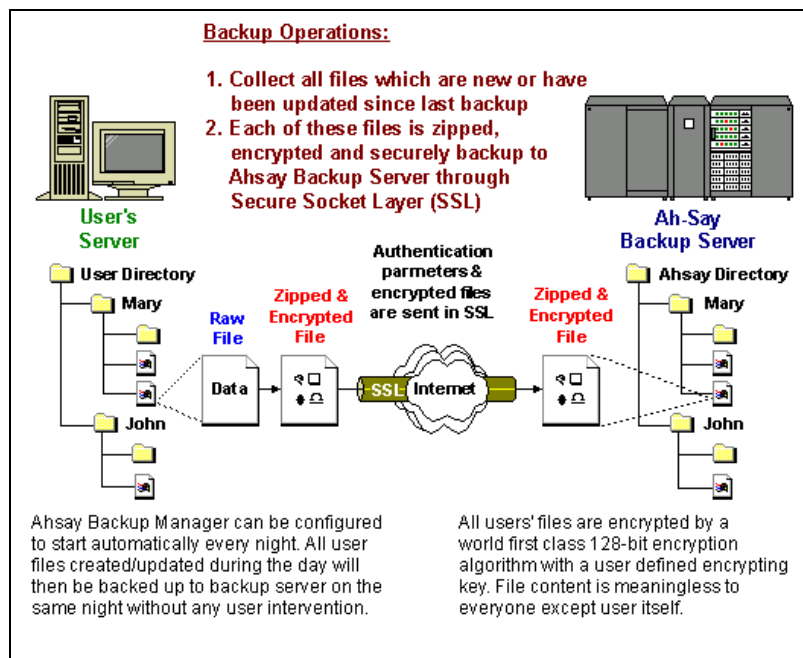 Backup Operations:
1. Collect all files which are new or have
been updated since last backup
2. Each of these files is zipped,
encrypted and securely backup to
Ahsay Backup Server through
Secure Socket Layer (SSL)
User's
Server
Ah-Say
Backup Server
User Directory
Mary
John
Raw
File
Data
Zipped &
Encrypted
File
Authentication
parmeters &
encrypted files
are sent in SSL
SSL
Internet
Zipped &
Encrypted
File
Ahsay Directory
Mary
John
Ahsay Backup Manager can be configured
to start automatically every night. All user
files created/updated during the day will
then be backed up to backup server on the
same night without any user intervention.
All users' files are encrypted by a
world first class 128-bit encryption
algorithm with a user defined encrypting
key. File content is meaningless to
everyone except user itself.